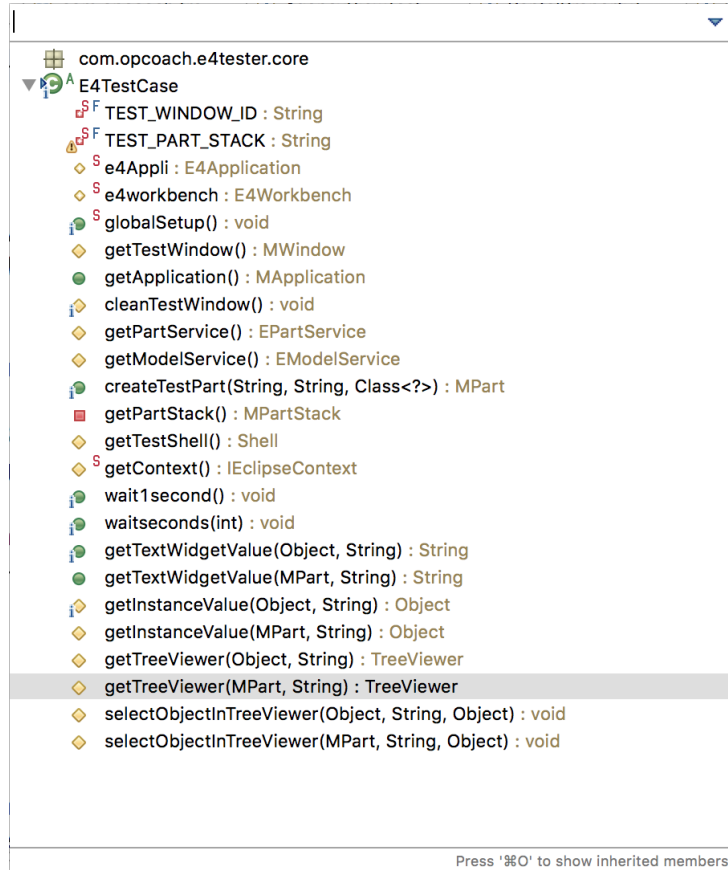 com.opcoach.e4tester.core
E4TestCase
TEST_WINDOW_ID : String
TEST_PART_STACK : String
e4Appli : E4Application
e4workbench : E4Workbench
globalSetup() : void
getTestWindow() : MWindow
getApplication() : MApplication
cleanTestWindow() : void
getPartService() : EPartService
getModelService() : EModelService
createTestPart(String, String, Class<?>) : MPart
getPartStack() : MPartStack
getTestShell() : Shell
getContext() : IEclipseContext
wait1second() : void
waitseconds(int) : void
getTextWidgetValue(Object, String) : String
getTextWidgetValue(MPart, String) : String
getInstanceValue(Object, String) : Object
getInstanceValue(MPart, String) : Object
getTreeViewer(Object, String) : TreeViewer
getTreeViewer(MPart, String) : TreeViewer
selectObjectInTreeViewer(Object, String, Object) : void
selectObjectInTreeViewer(MPart, String, Object) : void
Press '⌘O' to show inherited members